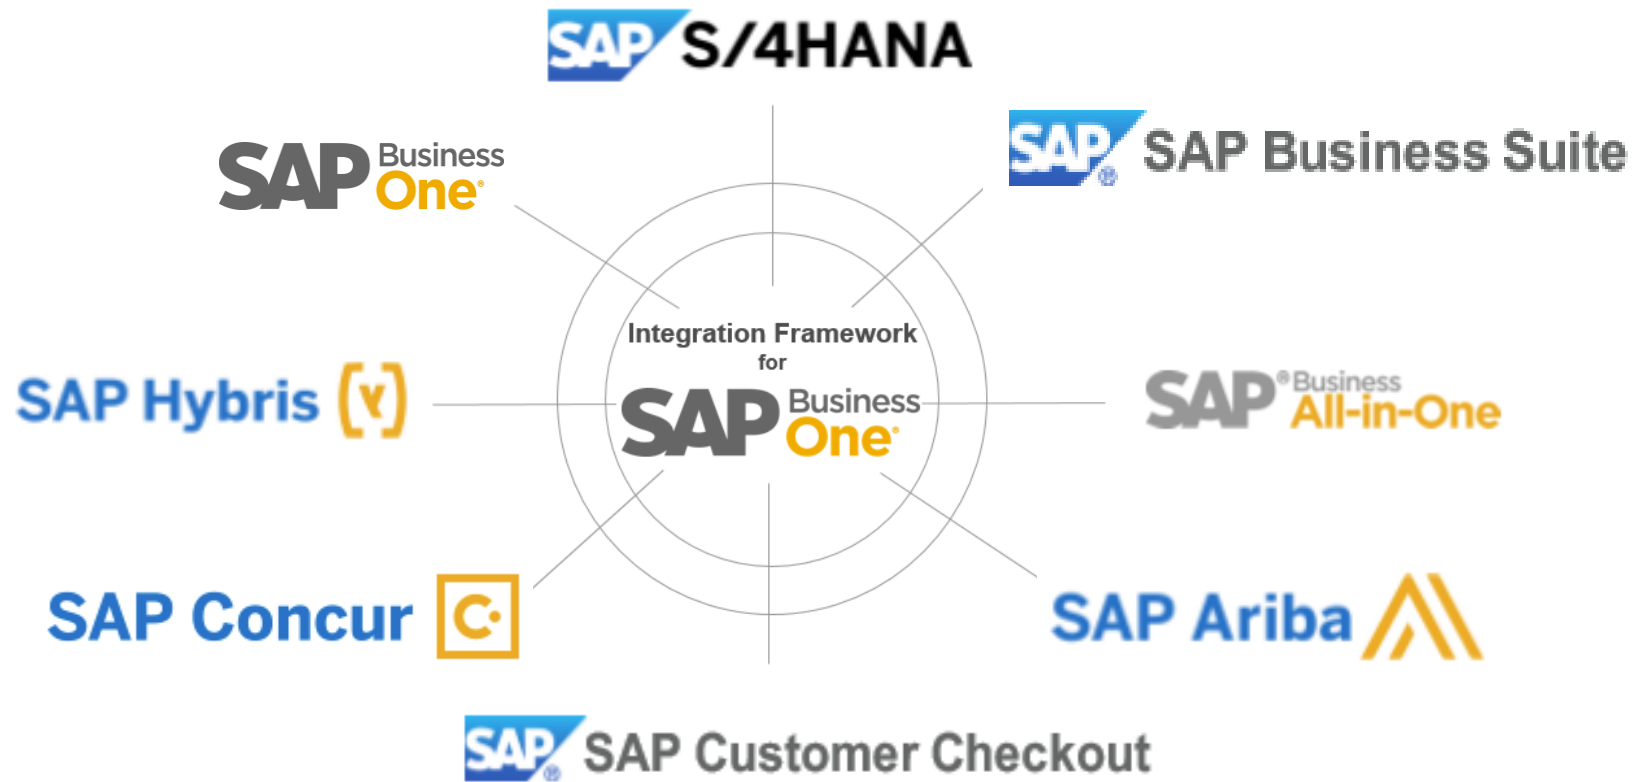 SAP S/4HANA
SAP Business One®
SAP® SAP Business Suite
Integration Framework
for
SAP Business One®
SAP Hybris
SAP® Business All-in-One
SAP Concur C
SAP Ariba
SAP® SAP Customer Checkout